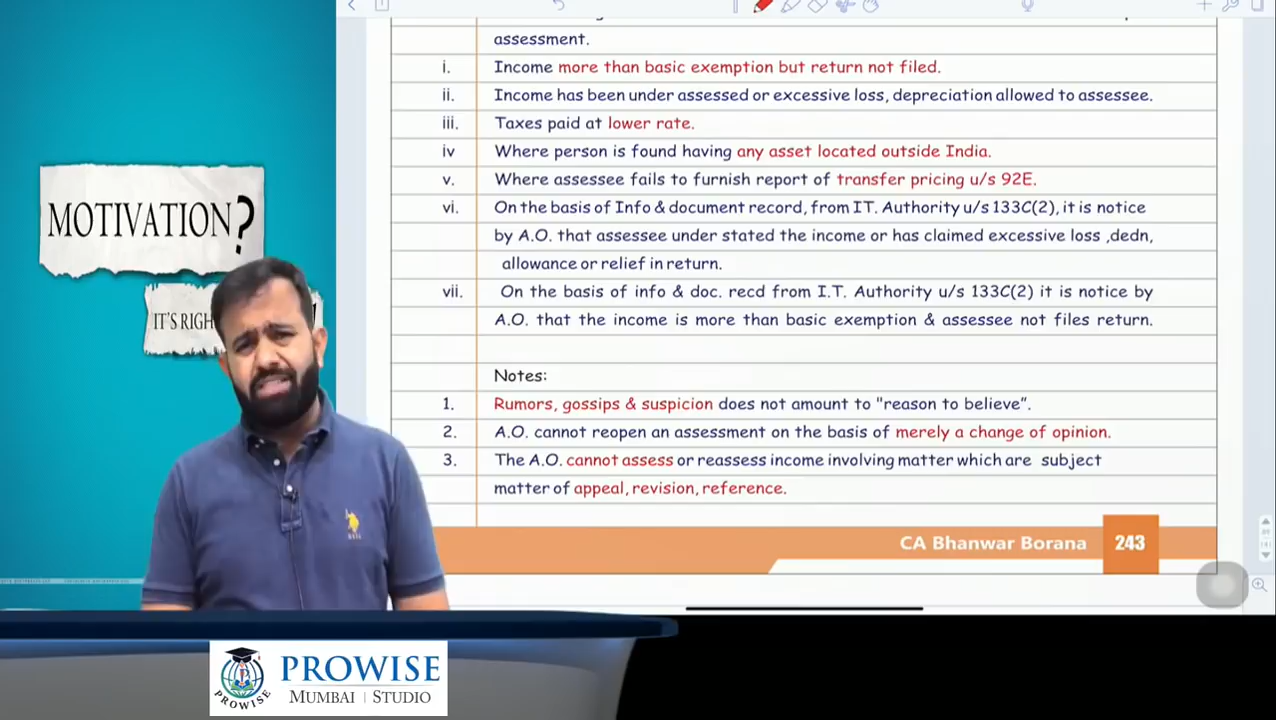 assessment.
i. Income more than basic exemption but return not filed.
ii. Income has been under assessed or excessive loss, depreciation allowed to assessee.
iii. Taxes paid at lower rate.
iv Where person is found having any asset located outside India.
v. Where assessee fails to furnish report of transfer pricing u/s 92E.
vi. On the basis of Info & document record, from IT. Authority u/s 133C(2), it is notice
by A.O. that assessee under stated the income or has claimed excessive loss ,dedn,
allowance or relief in return.
vii. On the basis of info & doc. recd from I.T. Authority u/s 133C(2) it is notice by
A.O. that the income is more than basic exemption & assessee not files return.
Notes:
1. Rumors, gossips & suspicion does not amount to "reason to believe".
2. A.O. cannot reopen an assessment on the basis of merely a change of opinion.
3. The A.O. cannot assess or reassess income involving matter which are subject
matter of appeal, revision, reference.
CA Bhanwar Borana 243
MOTIVATION?
IT'S RIGH
PROWISE
PROWISE
MUMBAI | STUDIO